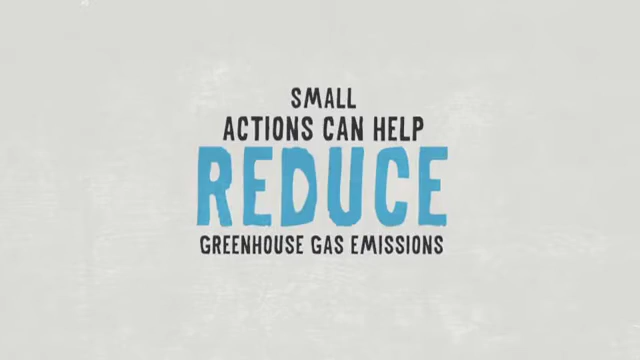 SMALL
ACTIONS CAN HELP
REDUCE
GREENHOUSE GAS EMISSIONS